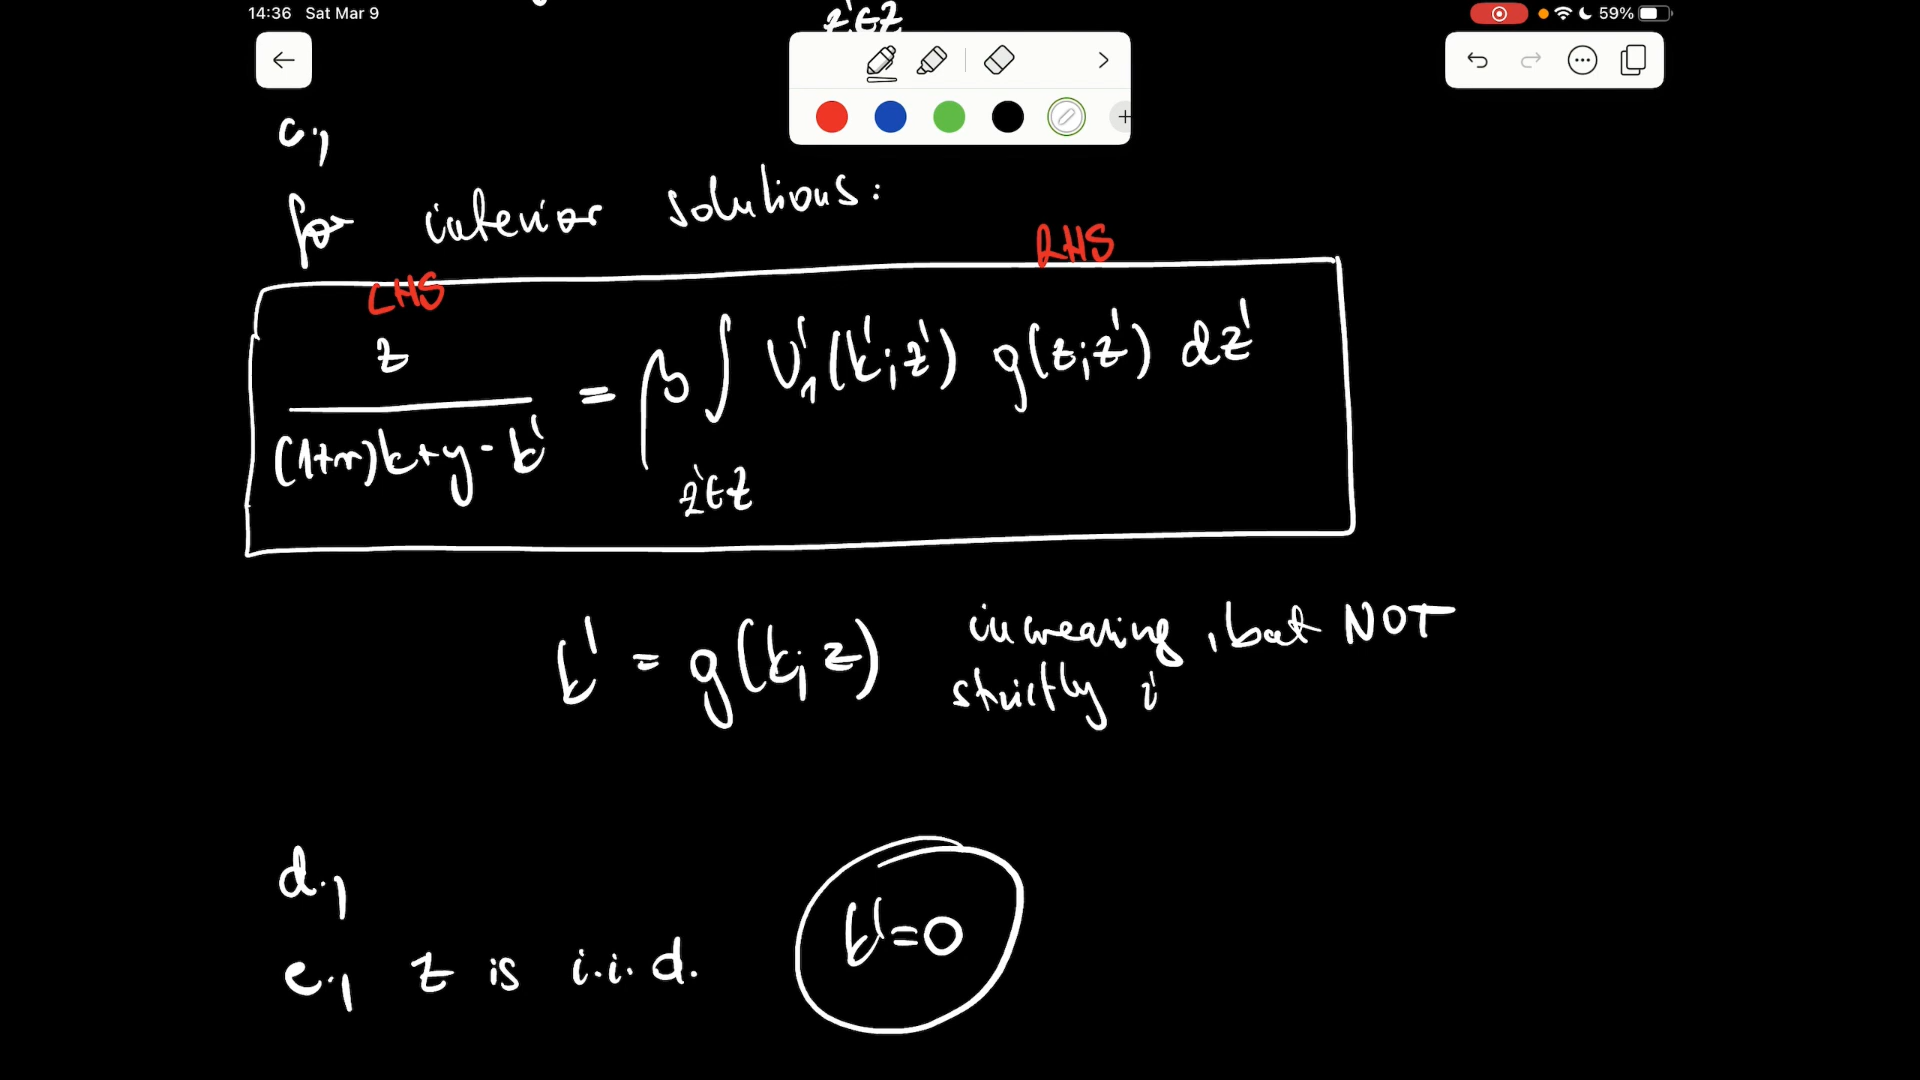 14:36 Sat Mar 9
59%
z'∈Z
c.,
for interior solutions:
LHS RHS
z / ((1+r)k+y-k') = β ∫ V'₁(k';z') g(z;z') dz'
z'∈Z
k' = g(k;z) increasing, but NOT
strictly i
d.,
e., z is i.i.d. k'=0